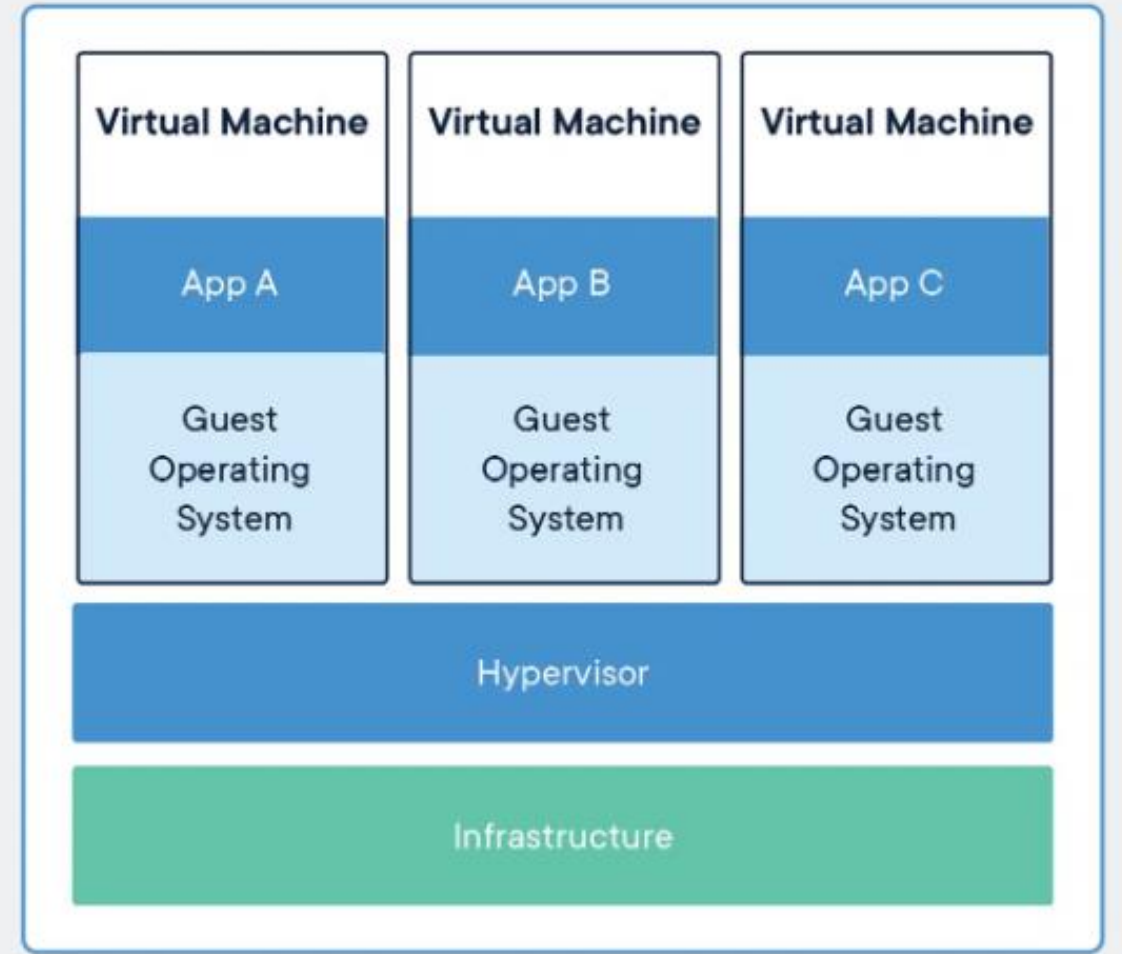 Virtual Machine
Virtual Machine
Virtual Machine
App A
App B
App C
Guest
Operating
System
Guest
Operating
System
Guest
Operating
System
Hypervisor
Infrastructure